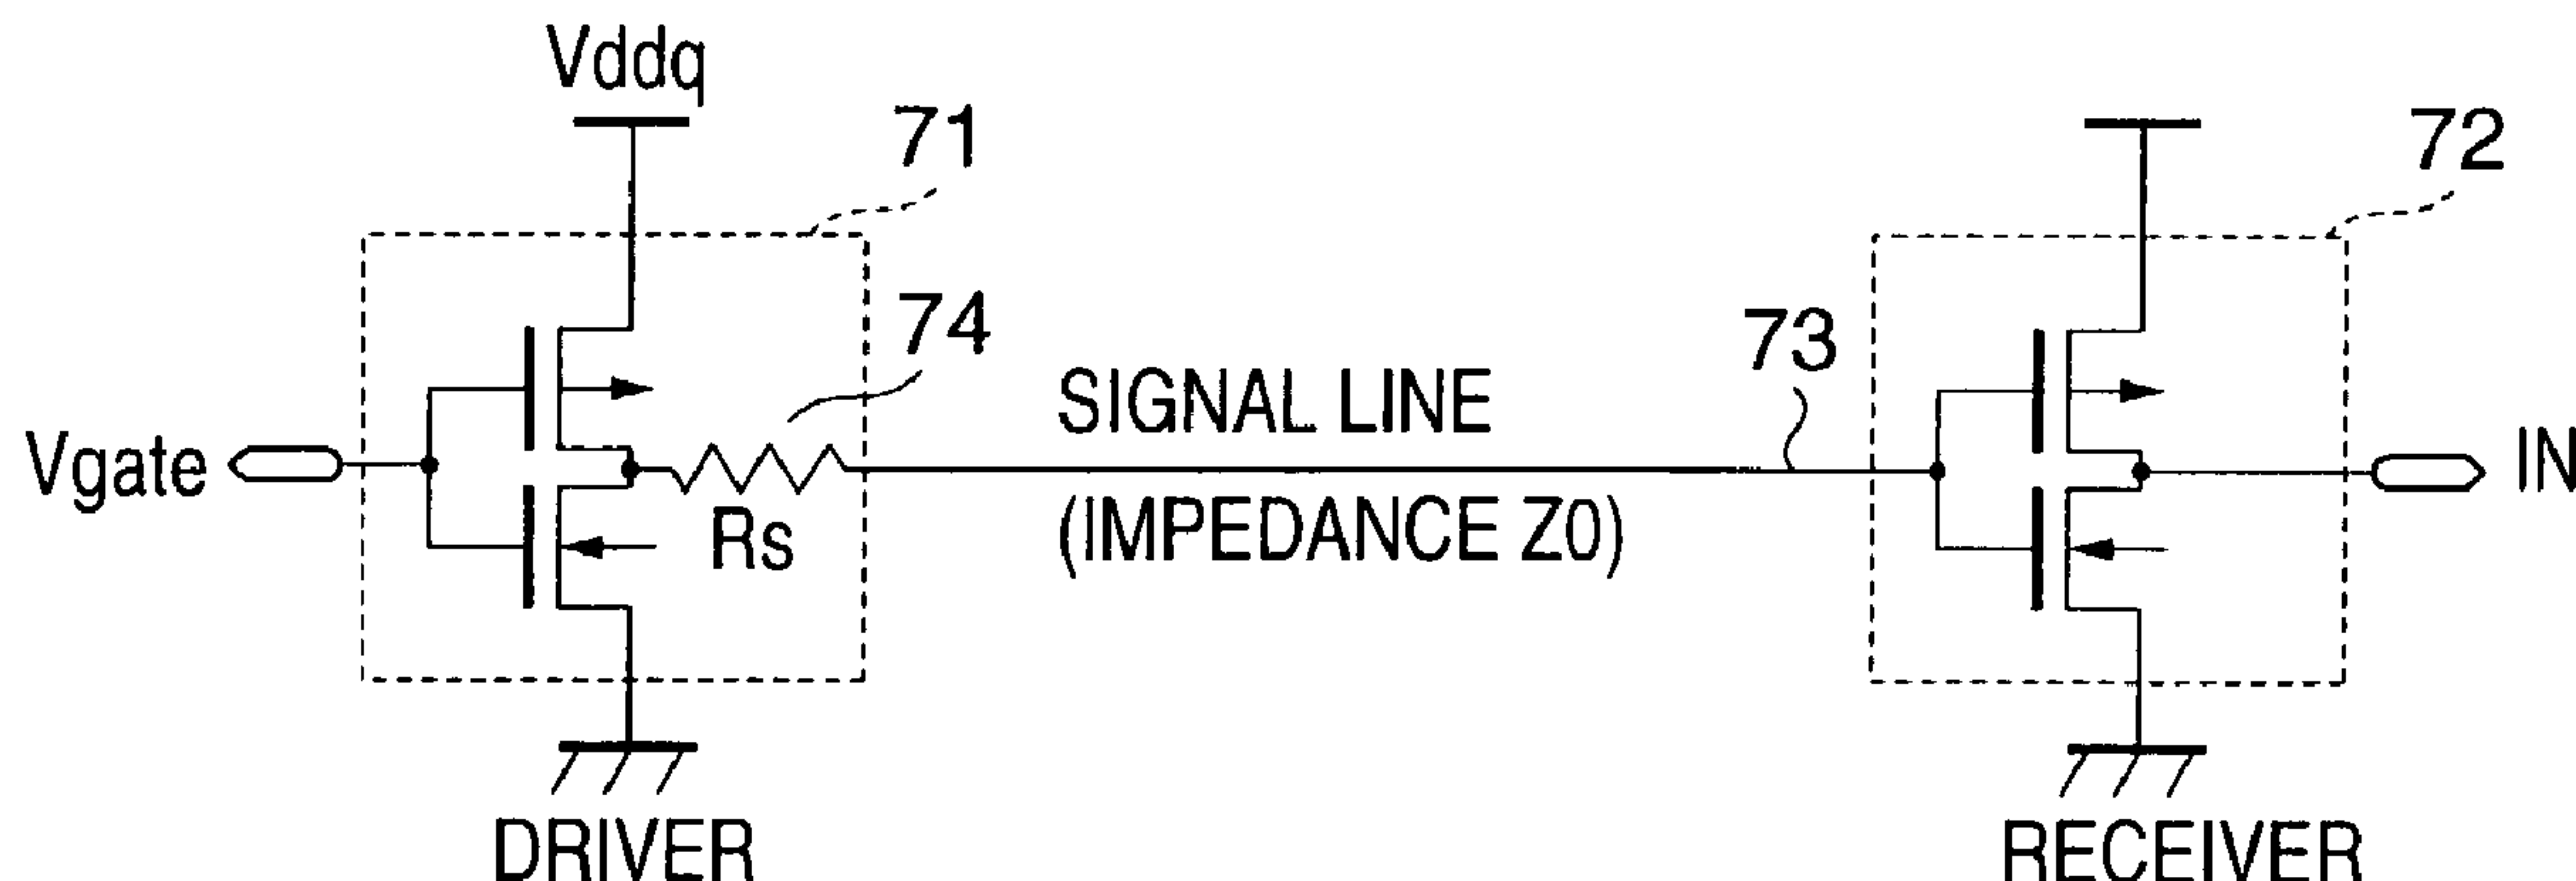 Vddq
71
72
74
73
SIGNAL LINE
Vgate
IN
Rs
(IMPEDANCE Z0)
DRIVER
RECEIVER